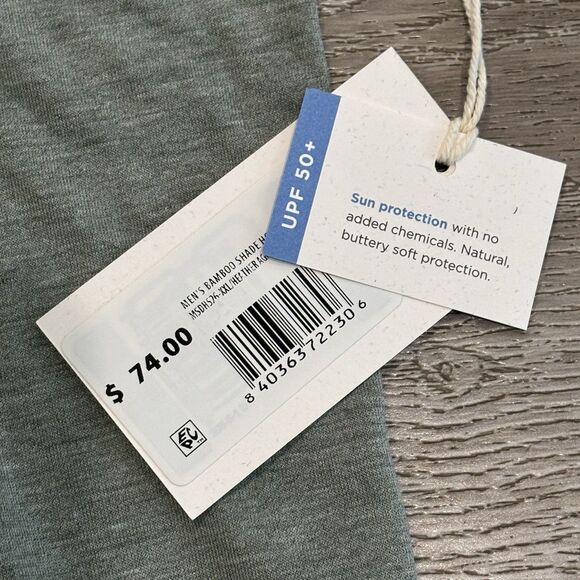 UPF 50+
Sun protection with no
added chemicals. Natural,
buttery soft protection.
MEN'S BAMBOO SHADE
$ 74.00
8 40363 72230 6
EPC